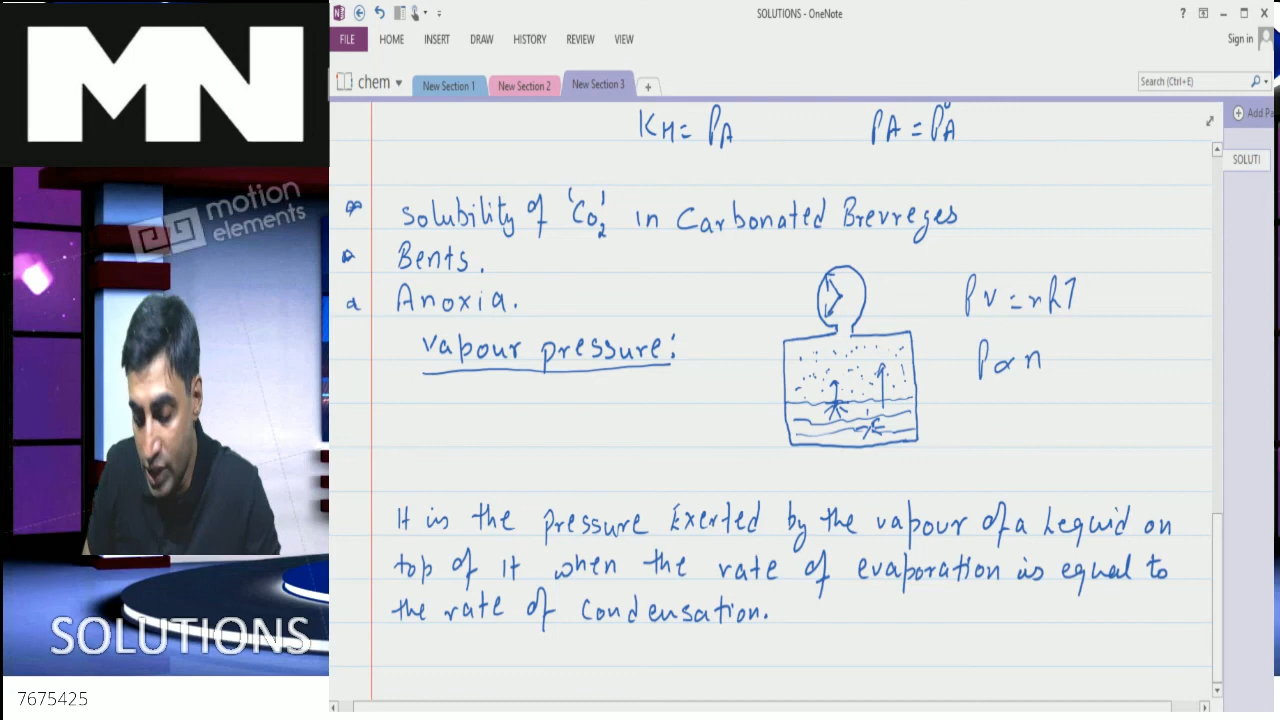 MN
motion
elements
SOLUTIONS
7675425
SOLUTIONS - OneNote
?
Sign in
FILE HOME INSERT DRAW HISTORY REVIEW VIEW
chem New Section 1 New Section 2 New Section 3 +
Search (Ctrl+E)
Add Pa
SOLUTI
KH = PA PA = P°A
Solubility of 'Co2' in Carbonated Brevreges
Bents.
Anoxia.
Vapour pressure:
PV = nRT
P ∝ n
It is the pressure Exerted by the vapour of a Lequid on
top of it when the rate of evaporation is equal to
the rate of condensation.